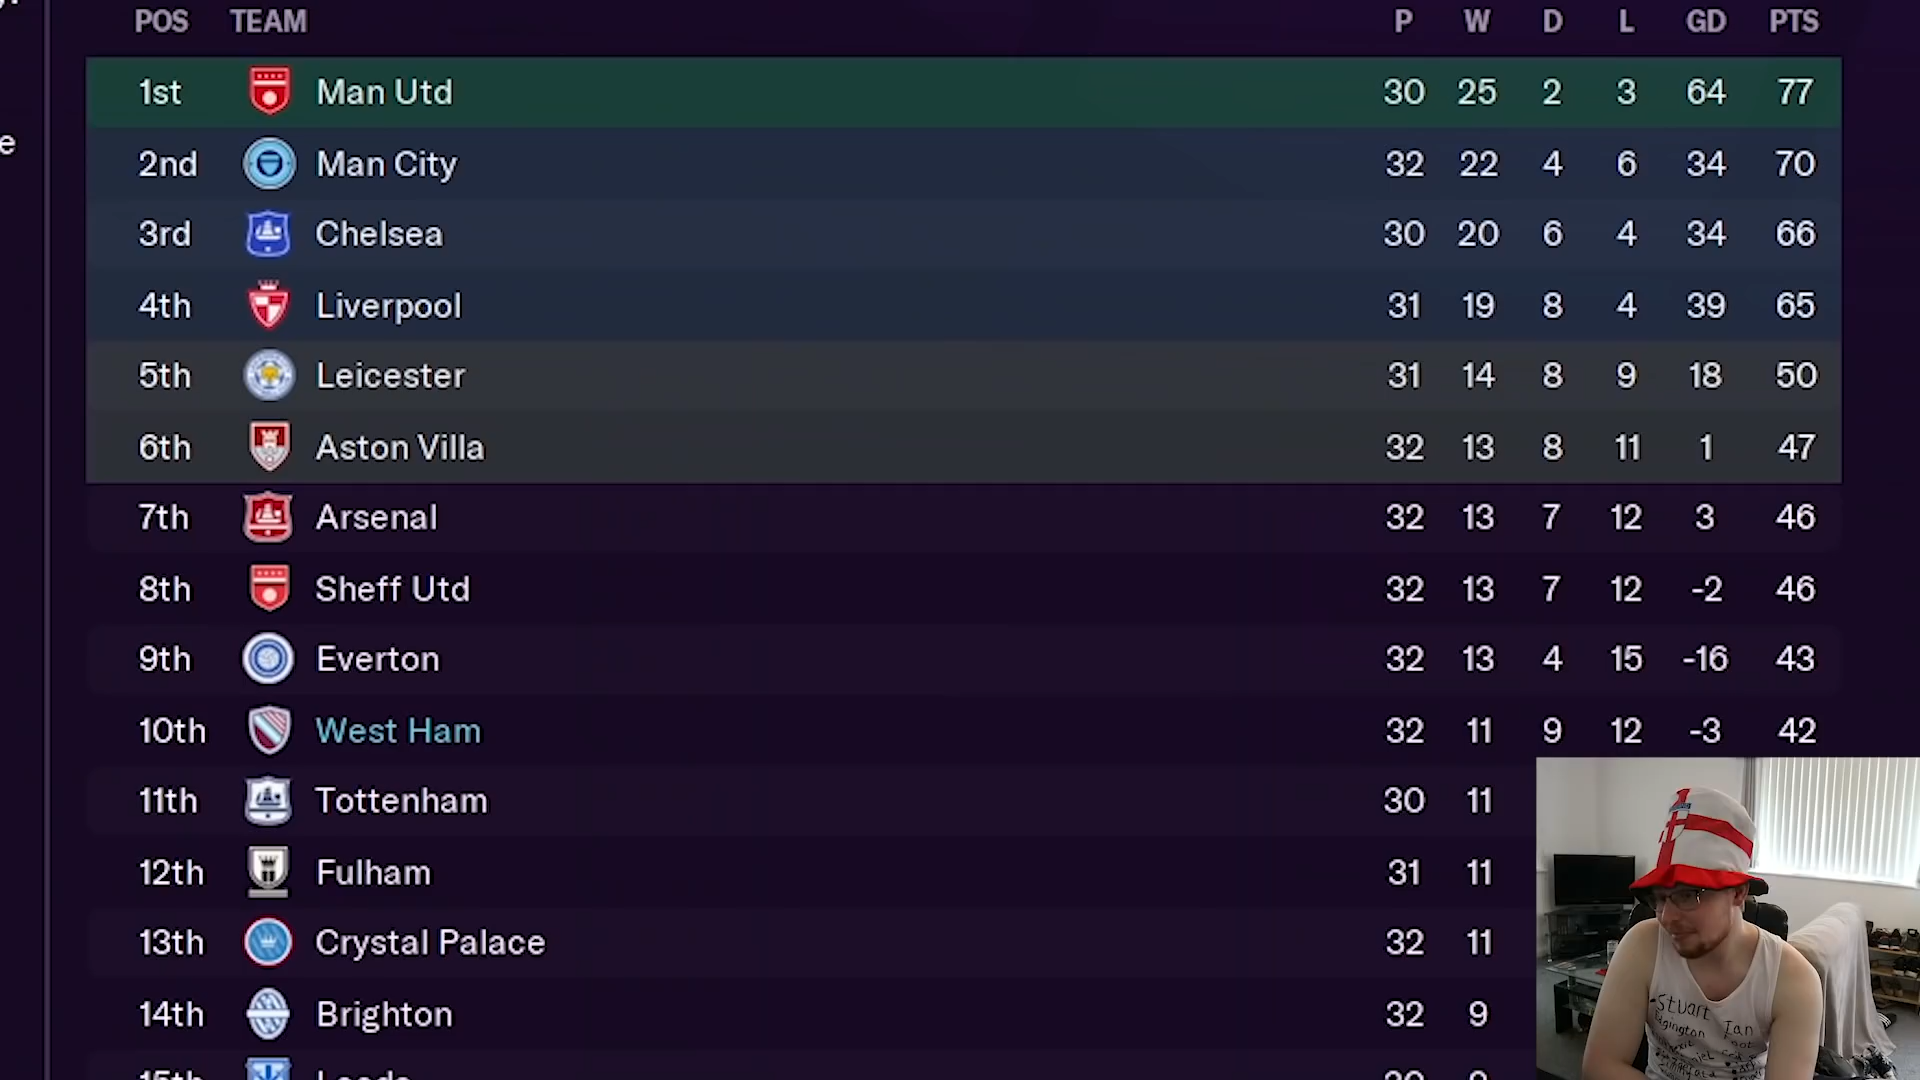 POS TEAM P W D L GD PTS
1st Man Utd 30 25 2 3 64 77
e
2nd Man City 32 22 4 6 34 70
3rd Chelsea 30 20 6 4 34 66
4th Liverpool 31 19 8 4 39 65
5th Leicester 31 14 8 9 18 50
6th Aston Villa 32 13 8 11 1 47
7th Arsenal 32 13 7 12 3 46
8th Sheff Utd 32 13 7 12 -2 46
9th Everton 32 13 4 15 -16 43
10th West Ham 32 11 9 12 -3 42
11th Tottenham 30 11
12th Fulham 31 11
13th Crystal Palace 32 11
14th Brighton 32 9
15th Leeds
Stuart Ian
Edgington Foot